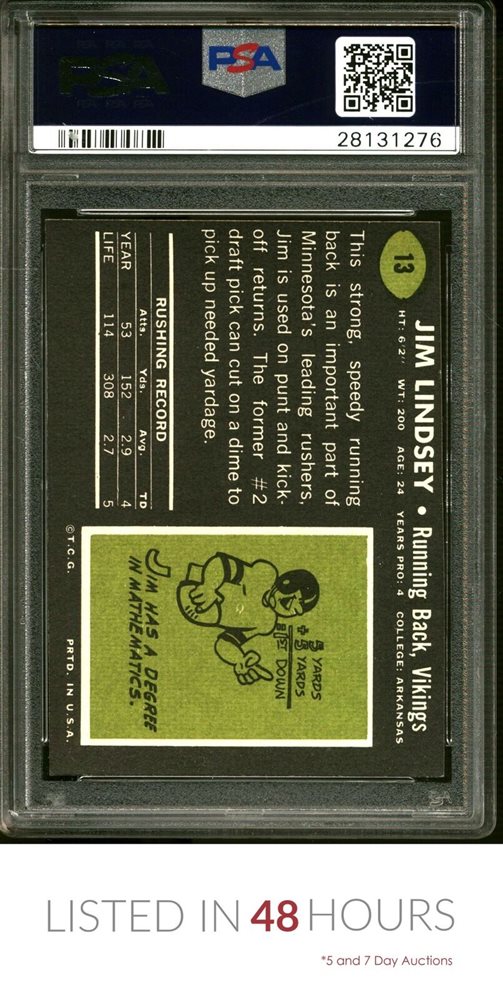 PSA
PSA
28131276
13
JIM LINDSEY • Running Back, Vikings
HT: 6'2" WT: 200 AGE: 24 YEARS PRO: 4 COLLEGE: ARKANSAS
This strong, speedy running
back is an important part of
Minnesota's leading rushers,
Jim is used on punt and kick-
off returns. The former #2
draft pick can cut on a dime to
pick up needed yardage.
RUSHING RECORD
Atts. Yds. Avg. TD
YEAR 53 152 2.9 4
LIFE 114 308 2.7 5
5 YARDS
+ 5 YARDS
1ST DOWN
JIM HAS A DEGREE
IN MATHEMATICS.
©T.C.G. PRTD. IN U.S.A.
LISTED IN 48 HOURS
*5 and 7 Day Auctions